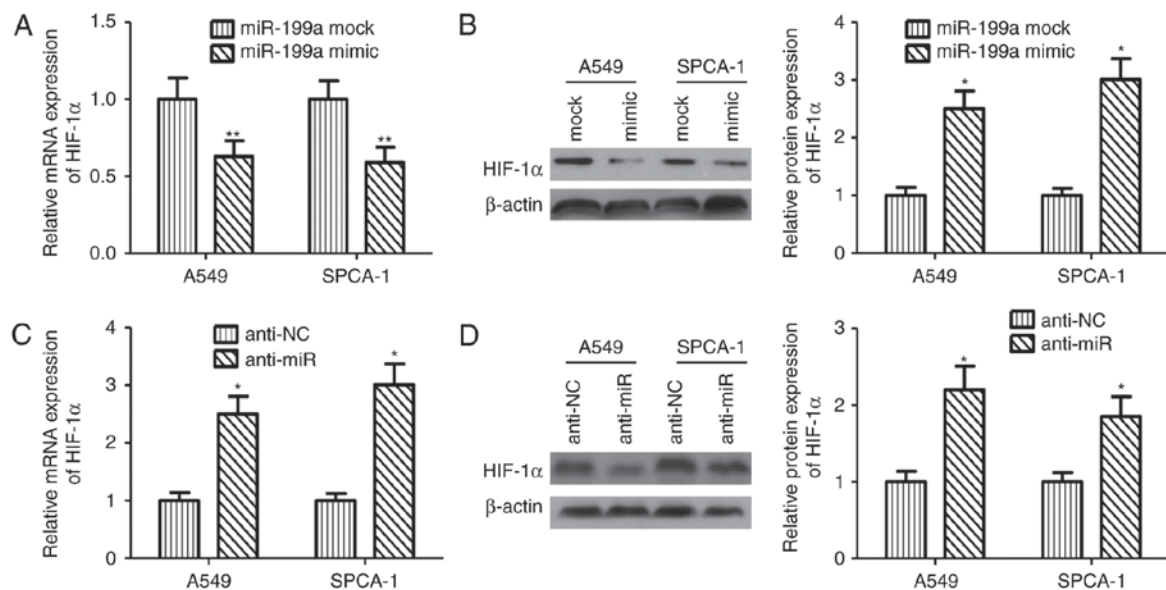 A
Relative mRNA expression
of HIF-1α
1.5
1.0
0.5
0.0
miR-199a mock
miR-199a mimic
**
**
A549
SPCA-1
B
A549
SPCA-1
mock
mimic
mock
mimic
HIF-1α
β-actin
Relative protein expression
of HIF-1α
4
3
2
1
0
miR-199a mock
miR-199a mimic
*
*
A549
SPCA-1
C
Relative mRNA expression
of HIF-1α
4
3
2
1
0
anti-NC
anti-miR
*
*
A549
SPCA-1
D
A549
SPCA-1
anti-NC
anti-miR
anti-NC
anti-miR
HIF-1α
β-actin
Relative protein expression
of HIF-1α
3
2
1
0
anti-NC
anti-miR
*
*
A549
SPCA-1